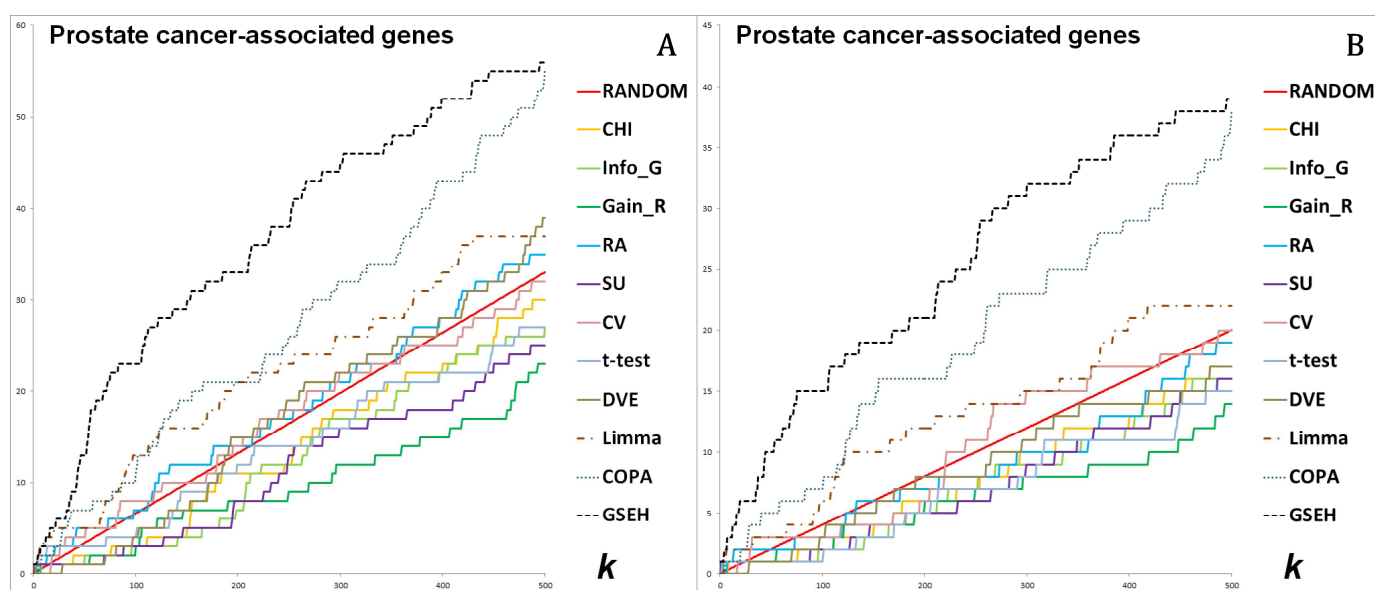 Prostate cancer-associated genes
A
60
50
40
30
20
10
0
0 100 200 300 400 500
RANDOM
CHI
Info_G
Gain_R
RA
SU
CV
t-test
DVE
Limma
COPA
GSEH
k
Prostate cancer-associated genes
B
45
40
35
30
25
20
15
10
5
0
0 100 200 300 400 500
RANDOM
CHI
Info_G
Gain_R
RA
SU
CV
t-test
DVE
Limma
COPA
GSEH
k